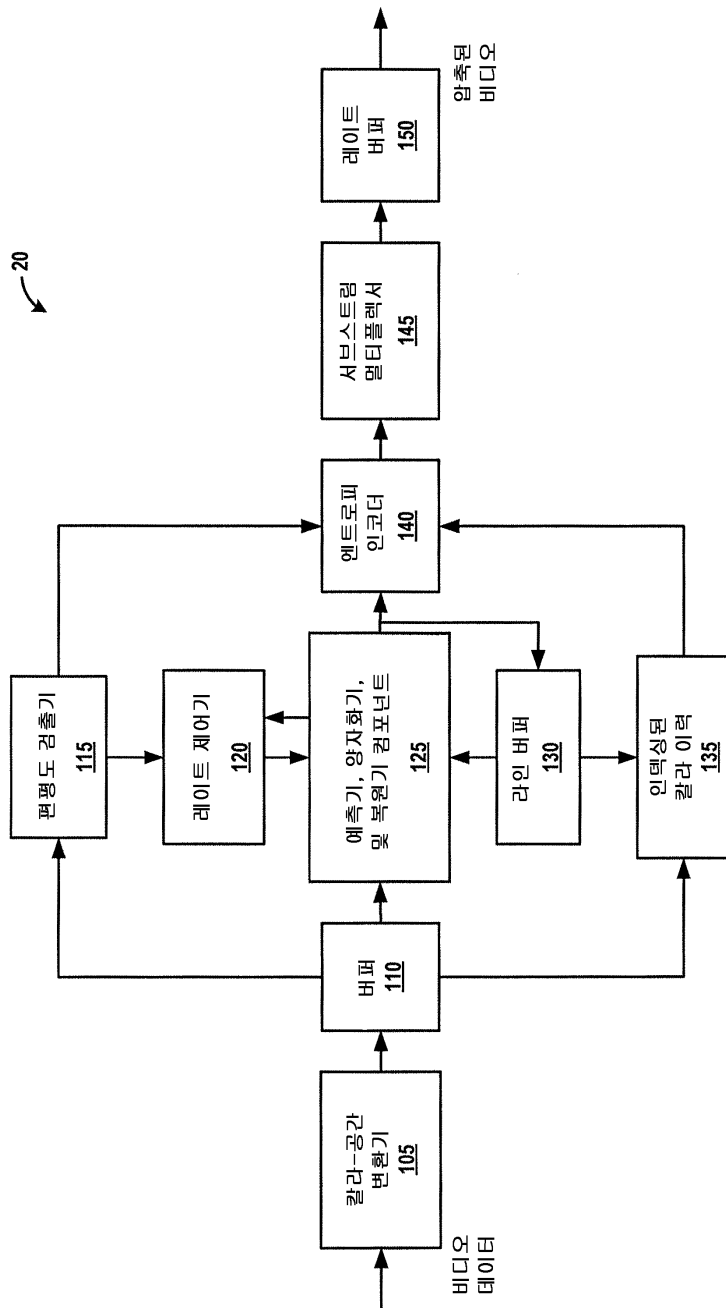 20
비디오
데이터
칼라-공간
변환기
105
버퍼
110
편평도 검출기
115
레이트 제어기
120
예측기, 양자화기,
및 복원기 컴포넌트
125
라인 버퍼
130
인덱싱된
칼라 이력
135
엔트로피
인코더
140
서브스트림
멀티플렉서
145
레이트
버퍼
150
압축된
비디오